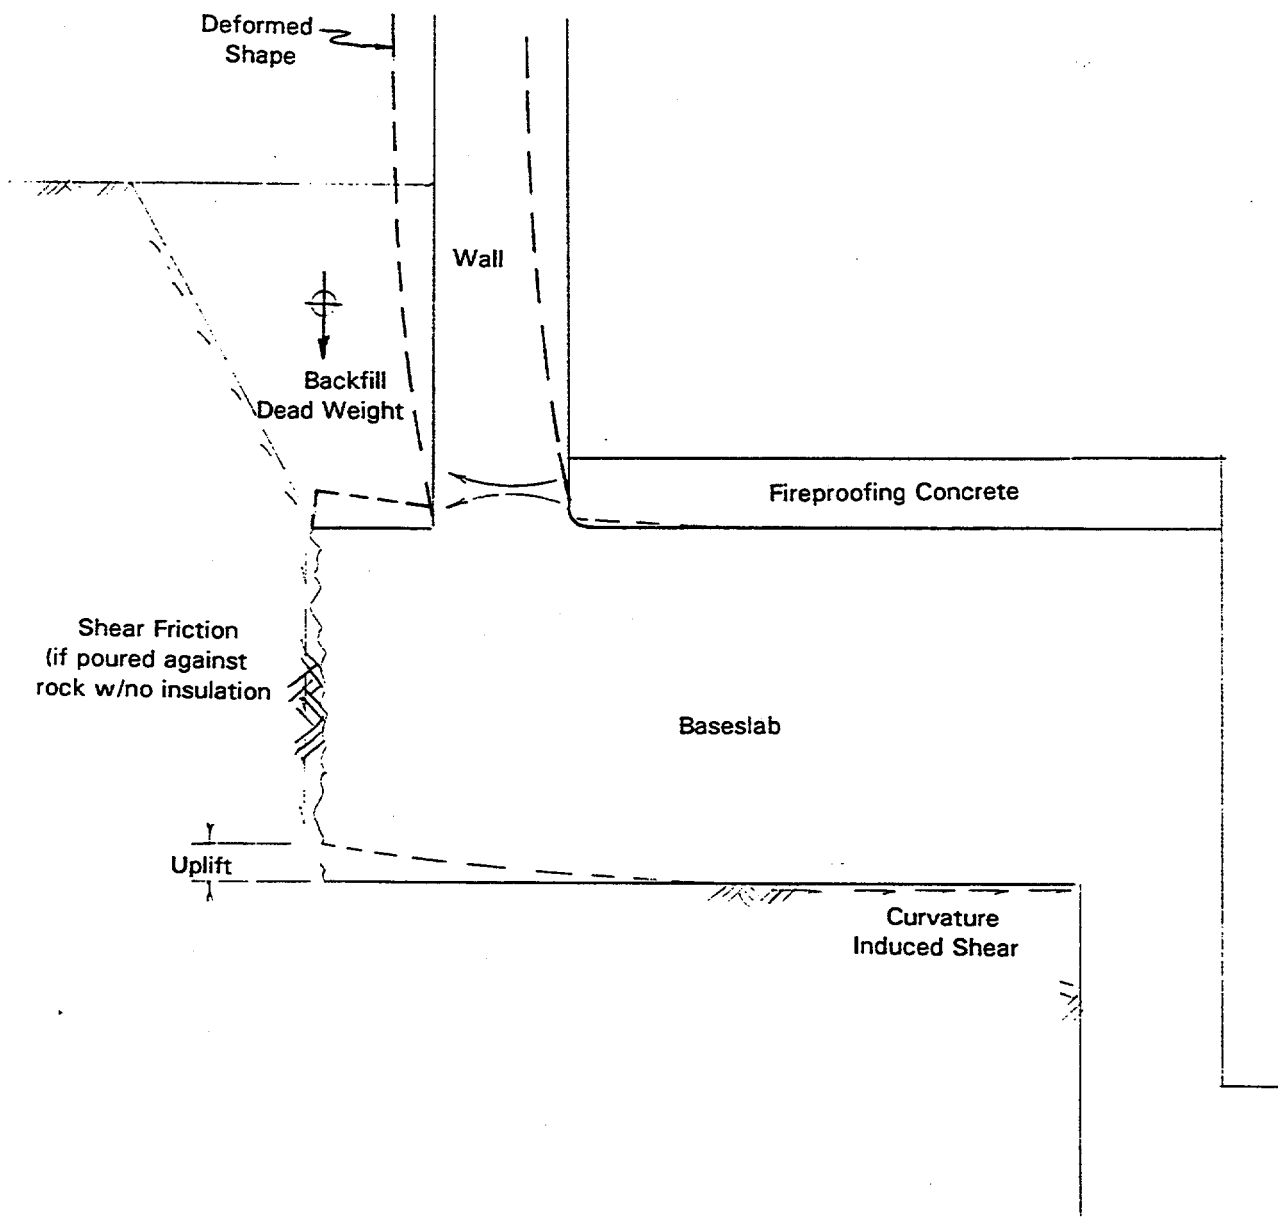 Deformed
Shape
Wall
Backfill
Dead Weight
Fireproofing Concrete
Shear Friction
(if poured against
rock w/no insulation
Baseslab
Uplift
Curvature
Induced Shear